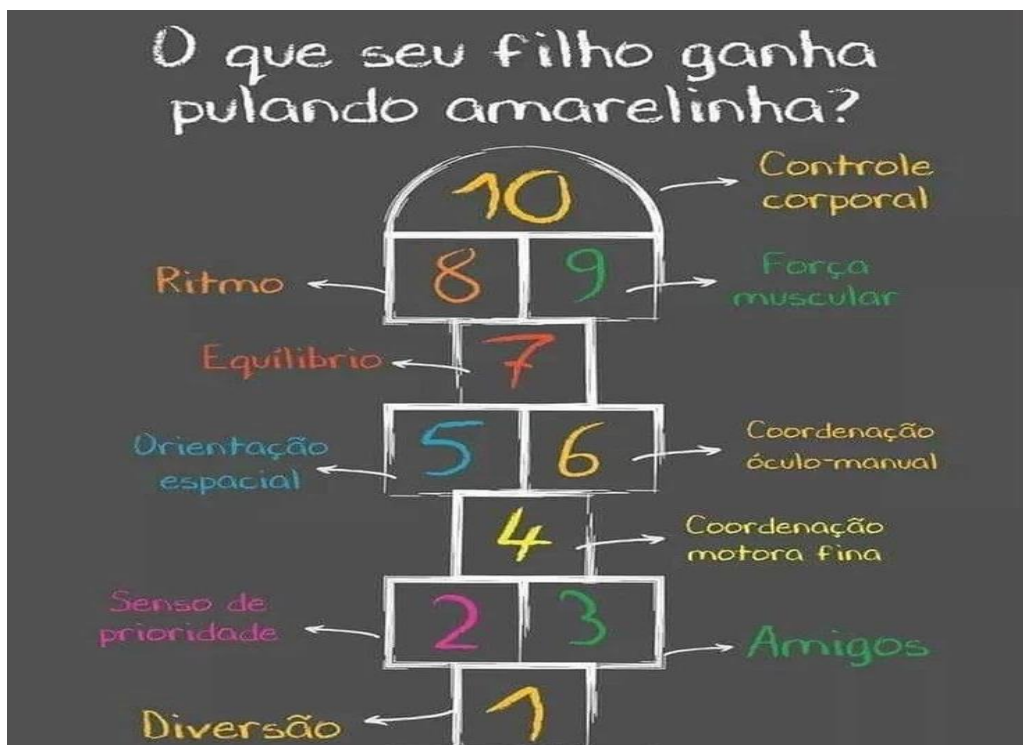 O que seu filho ganha
pulando amarelinha?
10
Controle
corporal
Ritmo
8
9
Força
muscular
Equílibrio
7
Orientação
espacial
5
6
Coordenação
óculo-manual
4
Coordenação
motora fina
Senso de
prioridade
2
3
Amigos
Diversão
1